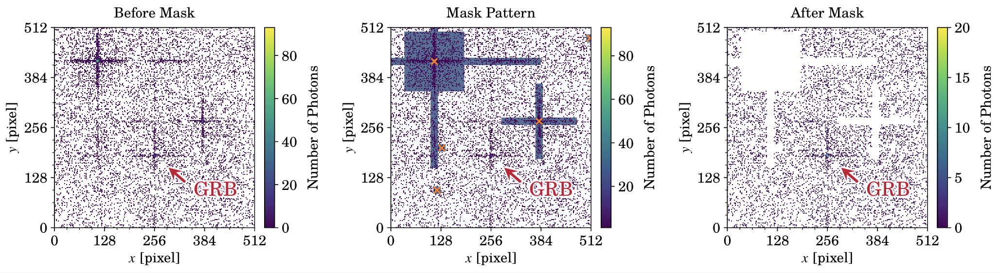 Before Mask
512
384
256
128
0
0 128 256 384 512
x [pixel]
y [pixel]
GRB
80
60
40
20
0
Number of Photons
Mask Pattern
512
384
256
128
0
0 128 256 384 512
x [pixel]
y [pixel]
GRB
80
60
40
20
Number of Photons
After Mask
512
384
256
128
0
0 128 256 384 512
x [pixel]
y [pixel]
GRB
20
15
10
5
0
Number of Photons